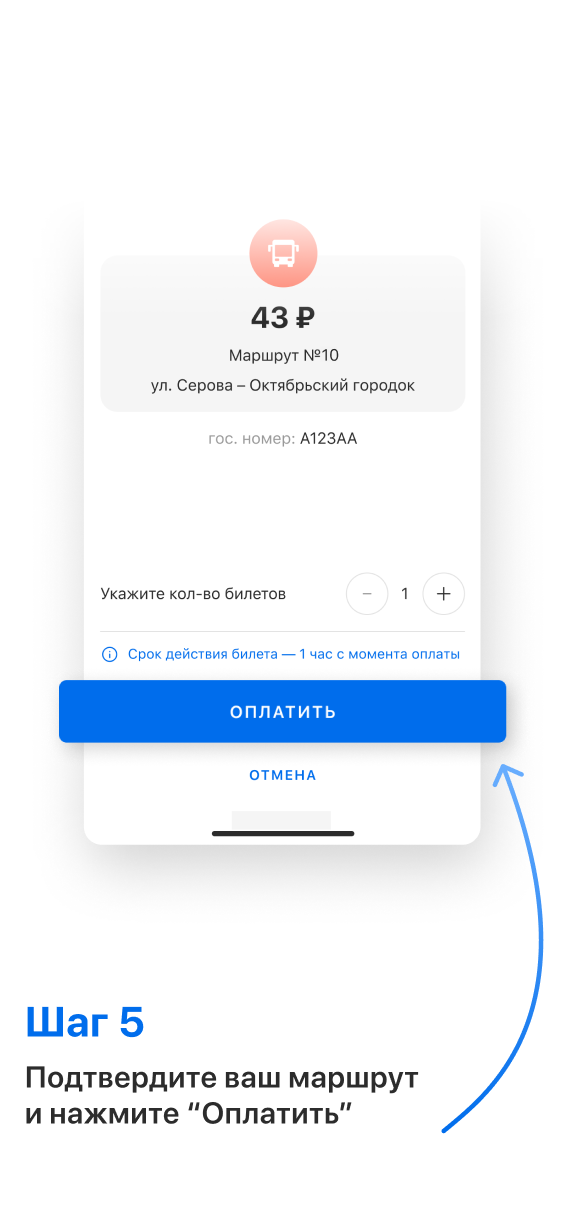 43 ₽
Маршрут №10
ул. Серова – Октябрьский городок
гос. номер: А123АА
Укажите кол-во билетов – 1 +
Срок действия билета — 1 час с момента оплаты
ОПЛАТИТЬ
ОТМЕНА
Шаг 5
Подтвердите ваш маршрут
и нажмите “Оплатить”